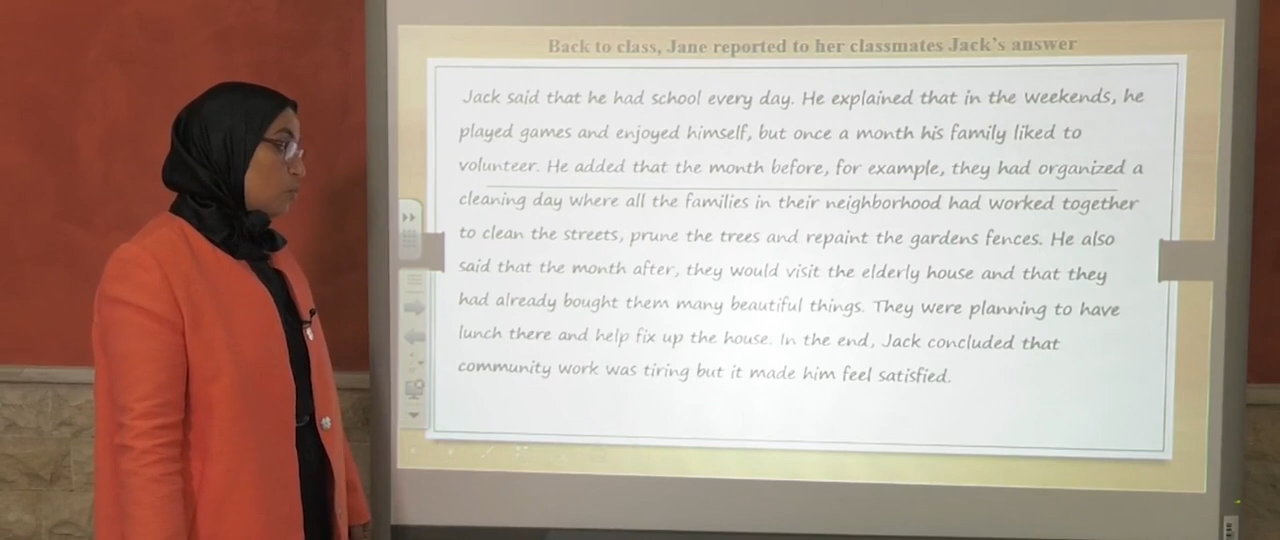 Back to class, Jane reported to her classmates Jack's answer
Jack said that he had school every day. He explained that in the weekends, he
played games and enjoyed himself, but once a month his family liked to
volunteer. He added that the month before, for example, they had organized a
cleaning day where all the families in their neighborhood had worked together
to clean the streets, prune the trees and repaint the gardens fences. He also
said that the month after, they would visit the elderly house and that they
had already bought them many beautiful things. They were planning to have
lunch there and help fix up the house. In the end, Jack concluded that
community work was tiring but it made him feel satisfied.